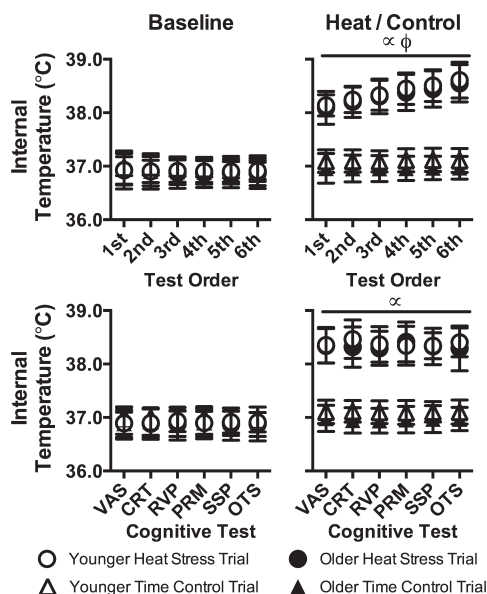 Baseline
Heat / Control
∝ ϕ
Internal
Temperature (°C)
39.0
38.0
37.0
36.0
1st 2nd 3rd 4th 5th 6th
Test Order
1st 2nd 3rd 4th 5th 6th
Test Order
∝
Internal
Temperature (°C)
39.0
38.0
37.0
36.0
VAS CRT RVP PRM SSP OTS
Cognitive Test
VAS CRT RVP PRM SSP OTS
Cognitive Test
Younger Heat Stress Trial
Older Heat Stress Trial
Younger Time Control Trial
Older Time Control Trial